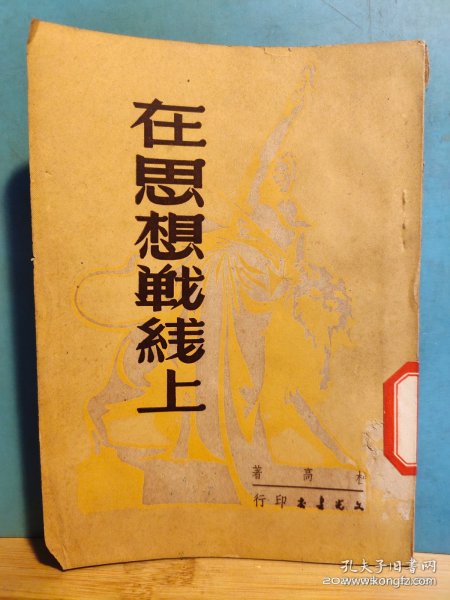 在思想戰綫上
高 著
印行
孔夫子旧书网
www.kongfz.com